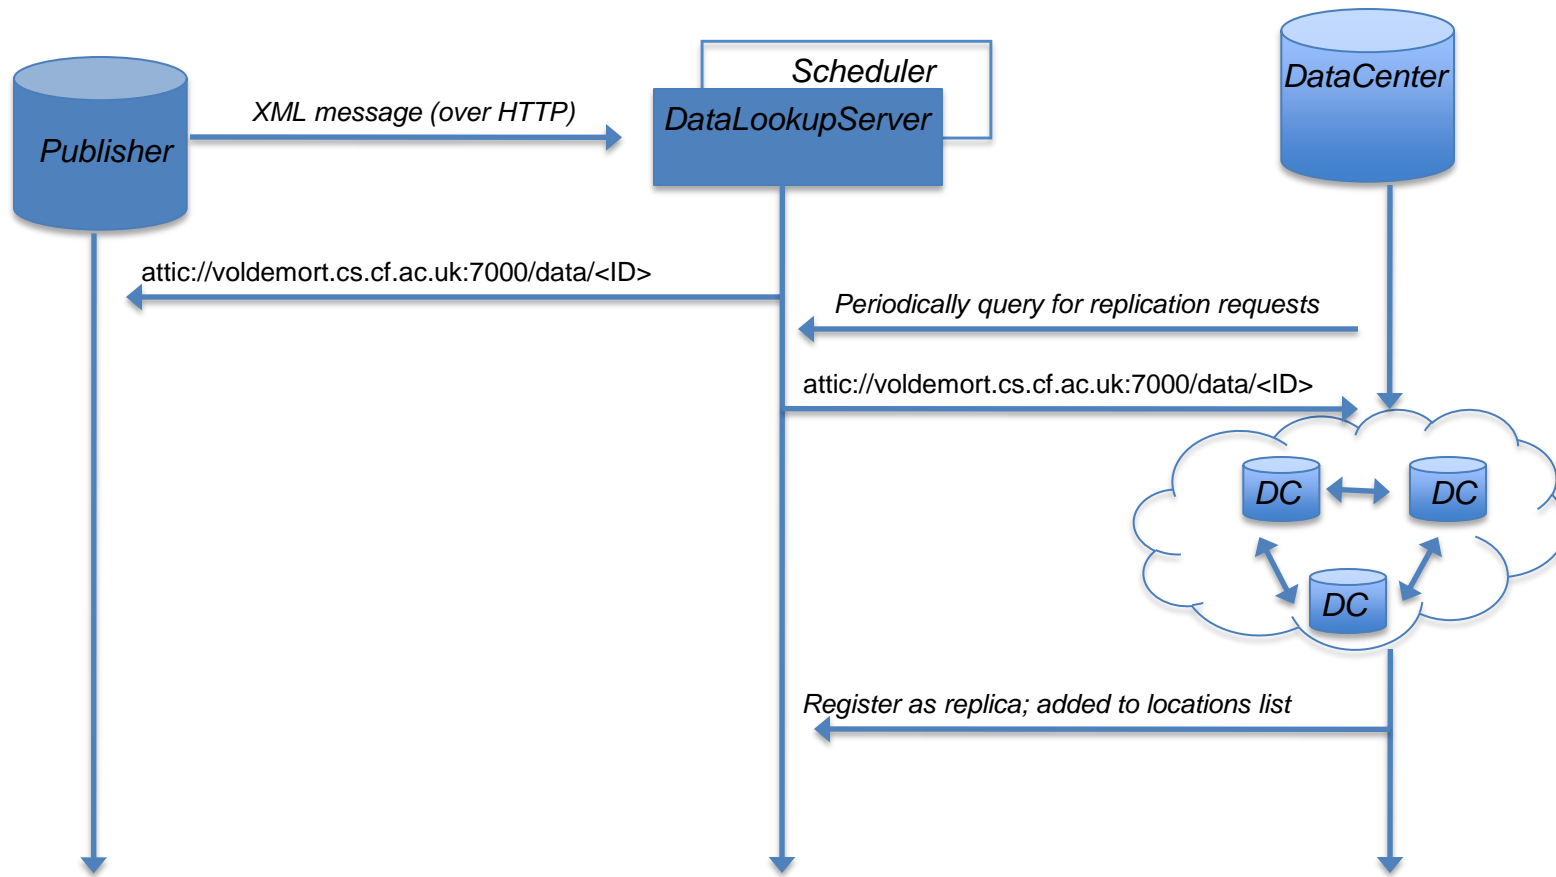 Scheduler
DataCenter
XML message (over HTTP)
DataLookupServer
Publisher
attic://voldemort.cs.cf.ac.uk:7000/data/<ID>
Periodically query for replication requests
attic://voldemort.cs.cf.ac.uk:7000/data/<ID>
DC
DC
DC
Register as replica; added to locations list